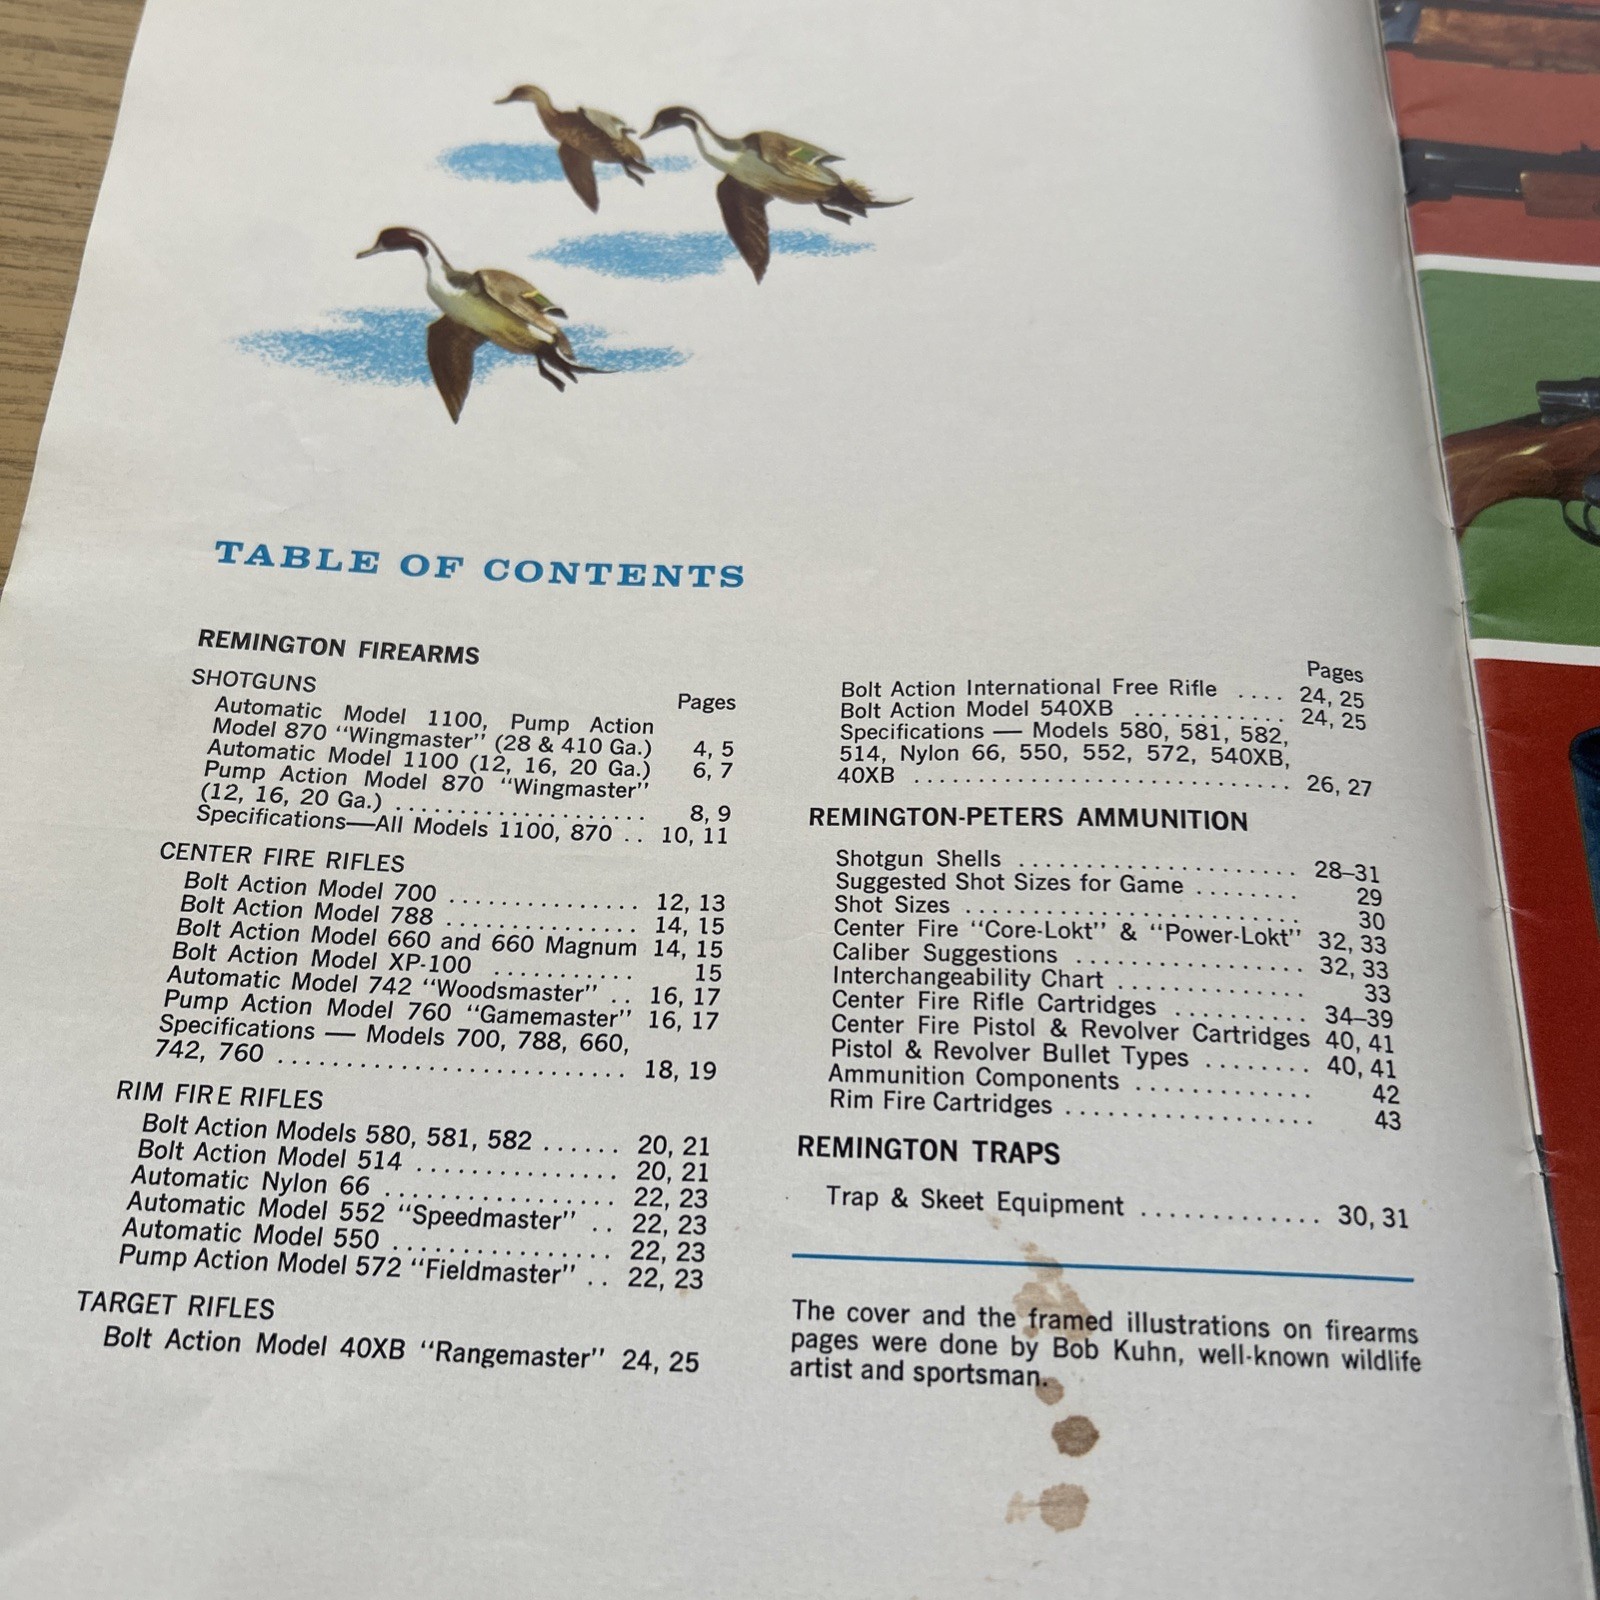 TABLE OF CONTENTS
REMINGTON FIREARMS
SHOTGUNS
Pages
Automatic Model 1100, Pump Action
Model 870 "Wingmaster" (28 & 410 Ga.) 4, 5
Automatic Model 1100 (12, 16, 20 Ga.) 6, 7
Pump Action Model 870 "Wingmaster"
(12, 16, 20 Ga.) ...................... 8, 9
Specifications—All Models 1100, 870 .. 10, 11
CENTER FIRE RIFLES
Bolt Action Model 700 ................ 12, 13
Bolt Action Model 788 ................ 14, 15
Bolt Action Model 660 and 660 Magnum 14, 15
Bolt Action Model XP-100 ........... 15
Automatic Model 742 "Woodsmaster" .. 16, 17
Pump Action Model 760 "Gamemaster" 16, 17
Specifications — Models 700, 788, 660,
742, 760 ............................ 18, 19
RIM FIRE RIFLES
Bolt Action Models 580, 581, 582 ...... 20, 21
Bolt Action Model 514 ................ 20, 21
Automatic Nylon 66 .................. 22, 23
Automatic Model 552 "Speedmaster" .. 22, 23
Automatic Model 550 ................. 22, 23
Pump Action Model 572 "Fieldmaster" .. 22, 23
TARGET RIFLES
Bolt Action Model 40XB "Rangemaster" 24, 25
Pages
Bolt Action International Free Rifle .... 24, 25
Bolt Action Model 540XB ............ 24, 25
Specifications — Models 580, 581, 582,
514, Nylon 66, 550, 552, 572, 540XB,
40XB ............................. 26, 27
REMINGTON-PETERS AMMUNITION
Shotgun Shells ...................... 28–31
Suggested Shot Sizes for Game ........ 29
Shot Sizes .......................... 30
Center Fire "Core-Lokt" & "Power-Lokt" 32, 33
Caliber Suggestions .................. 32, 33
Interchangeability Chart ............... 33
Center Fire Rifle Cartridges .......... 34–39
Center Fire Pistol & Revolver Cartridges 40, 41
Pistol & Revolver Bullet Types ........ 40, 41
Ammunition Components .............. 42
Rim Fire Cartridges ................... 43
REMINGTON TRAPS
Trap & Skeet Equipment ............. 30, 31
The cover and the framed illustrations on firearms
pages were done by Bob Kuhn, well-known wildlife
artist and sportsman.